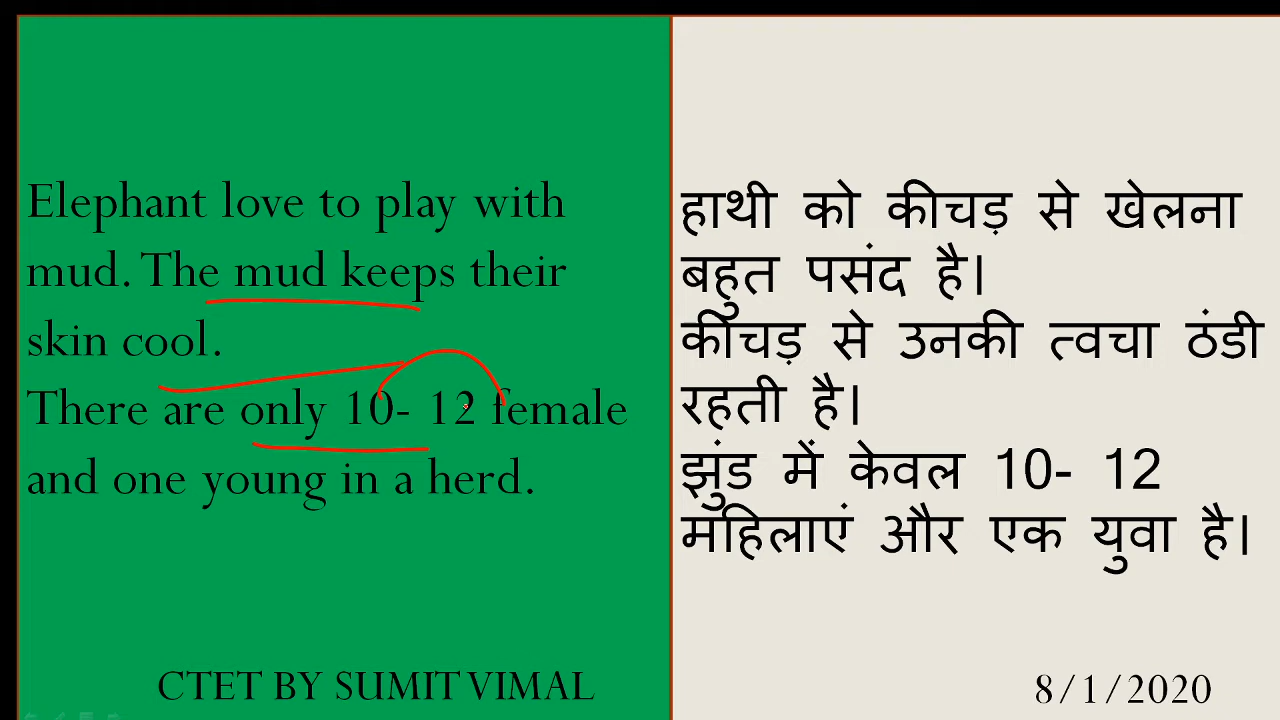 Elephant love to play with
mud. The mud keeps their
skin cool.
There are only 10- 12 female
and one young in a herd.
हाथी को कीचड़ से खेलना
बहुत पसंद है।
कीचड़ से उनकी त्वचा ठंडी
रहती है।
झुंड में केवल 10- 12
महिलाएं और एक युवा है।
CTET BY SUMIT VIMAL
8/1/2020